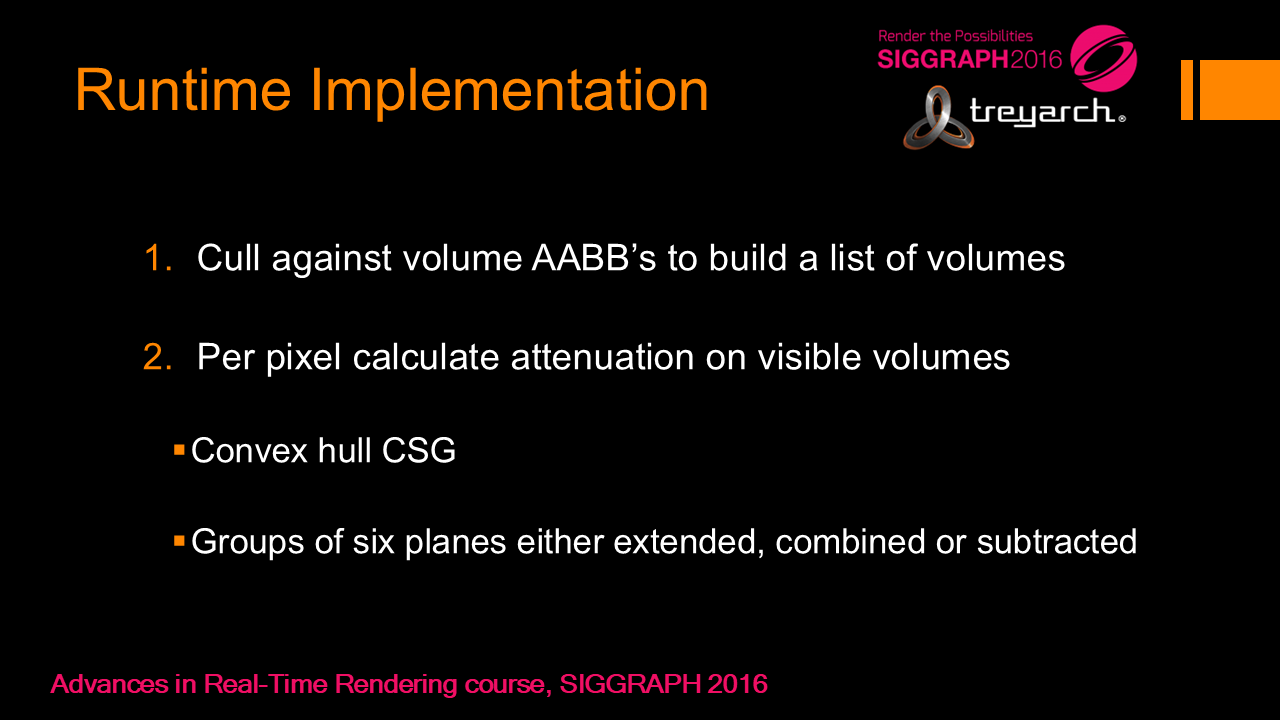 Render the Possibilities
SIGGRAPH2016
Runtime Implementation
treyarch®
1. Cull against volume AABB’s to build a list of volumes
2. Per pixel calculate attenuation on visible volumes
▪ Convex hull CSG
▪ Groups of six planes either extended, combined or subtracted
Advances in Real-Time Rendering course, SIGGRAPH 2016